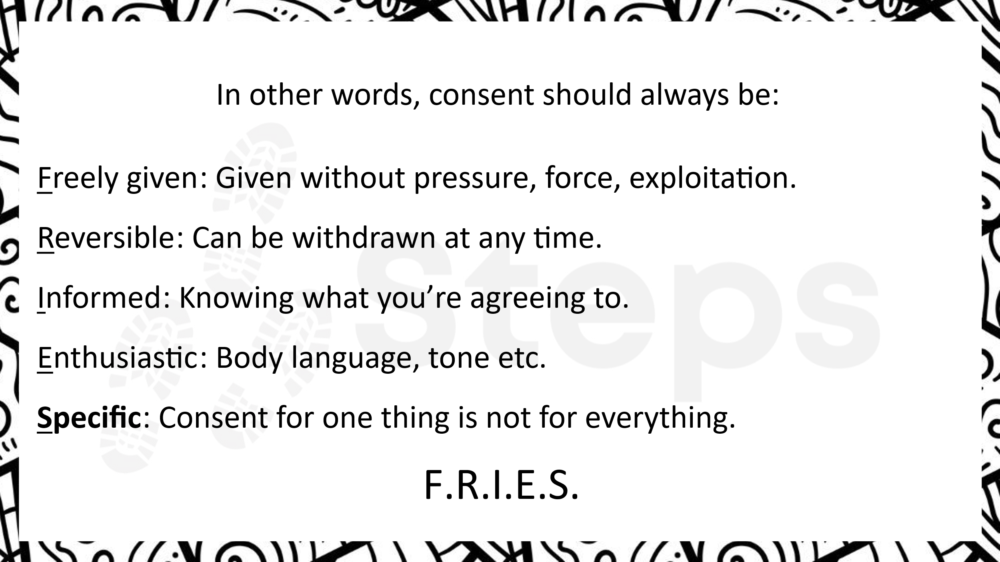 In other words, consent should always be:
Freely given: Given without pressure, force, exploitation.
Reversible: Can be withdrawn at any time.
Informed: Knowing what you’re agreeing to.
Enthusiastic: Body language, tone etc.
Specific: Consent for one thing is not for everything.
F.R.I.E.S.
Steps